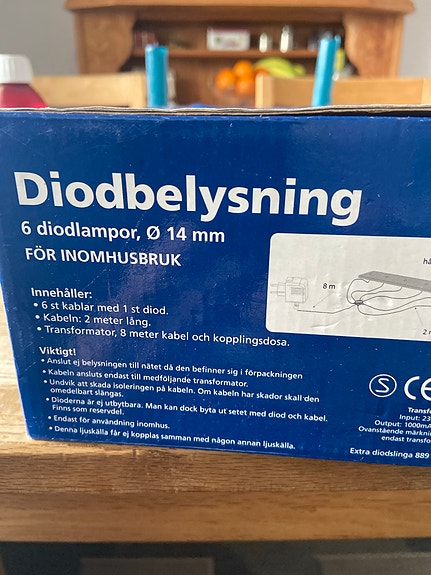 Diodbelysning
6 diodlampor, Ø 14 mm
FÖR INOMHUSBRUK
8 m
Innehåller:
• 6 st kablar med 1 st diod.
• Kabeln: 2 meter lång.
• Transformator, 8 meter kabel och kopplingsdosa.
Viktigt!
• Anslut ej belysningen till nätet då den befinner sig i förpackningen
• Kabeln ansluts endast till medföljande transformator.
• Undvik att skada isoleringen på kabeln. Om kabeln har skador skall den
omedelbart slängas.
• Dioderna är ej utbytbara. Man kan dock byta ut setet med diod och kabel.
Finns som reservdel.
• Endast för användning inomhus.
• Denna ljuskälla får ej kopplas samman med någon annan ljuskälla.
S CE
Transfo
Input: 23
Output: 1000mA
Ovanstående märknin
endast transfo
Extra diodslinga 889